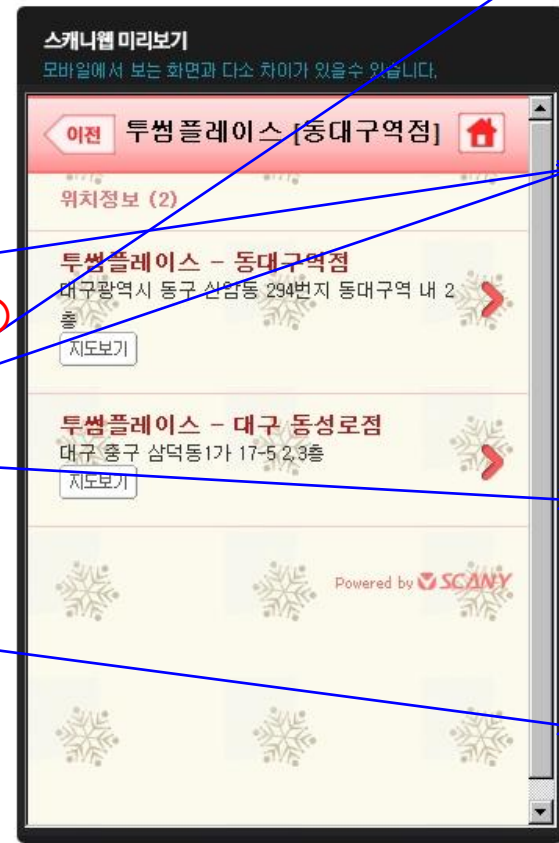 스캐니웹 미리보기
모바일에서 보는 화면과 다소 차이가 있을수 있습니다.
이전 투썸플레이스 [동대구역점]
위치정보 (2)
투썸플레이스 - 동대구역점
대구광역시 동구 신암동 294번지 동대구역 내 2
층
지도보기
투썸플레이스 - 대구 동성로점
대구 중구 삼덕동1가 17-5 2,3층
지도보기
Powered by SCANY